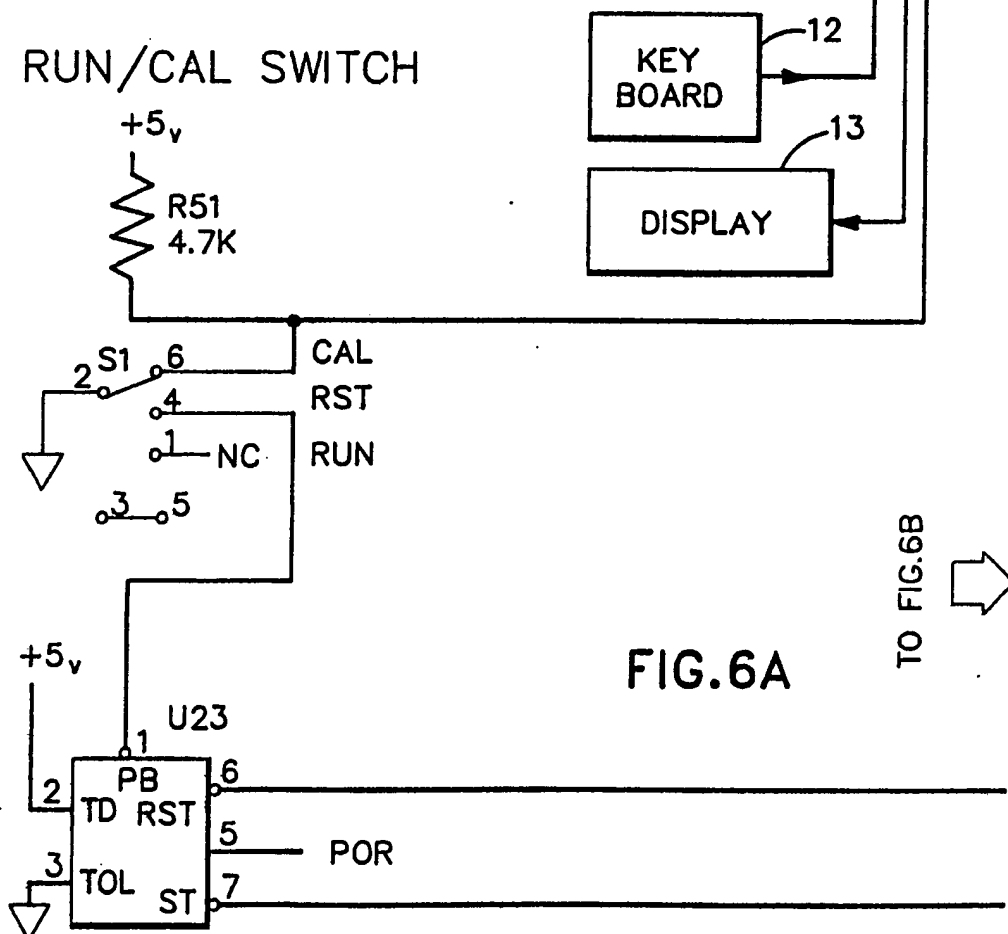 RUN/CAL SWITCH
+5v
R51
4.7K
KEY
BOARD
12
13
DISPLAY
S1
2
6
CAL
4
RST
1
NC
RUN
3
5
TO FIG.6B
FIG.6A
+5v
U23
1
PB
2
TD
RST
6
5
POR
3
TOL
ST
7